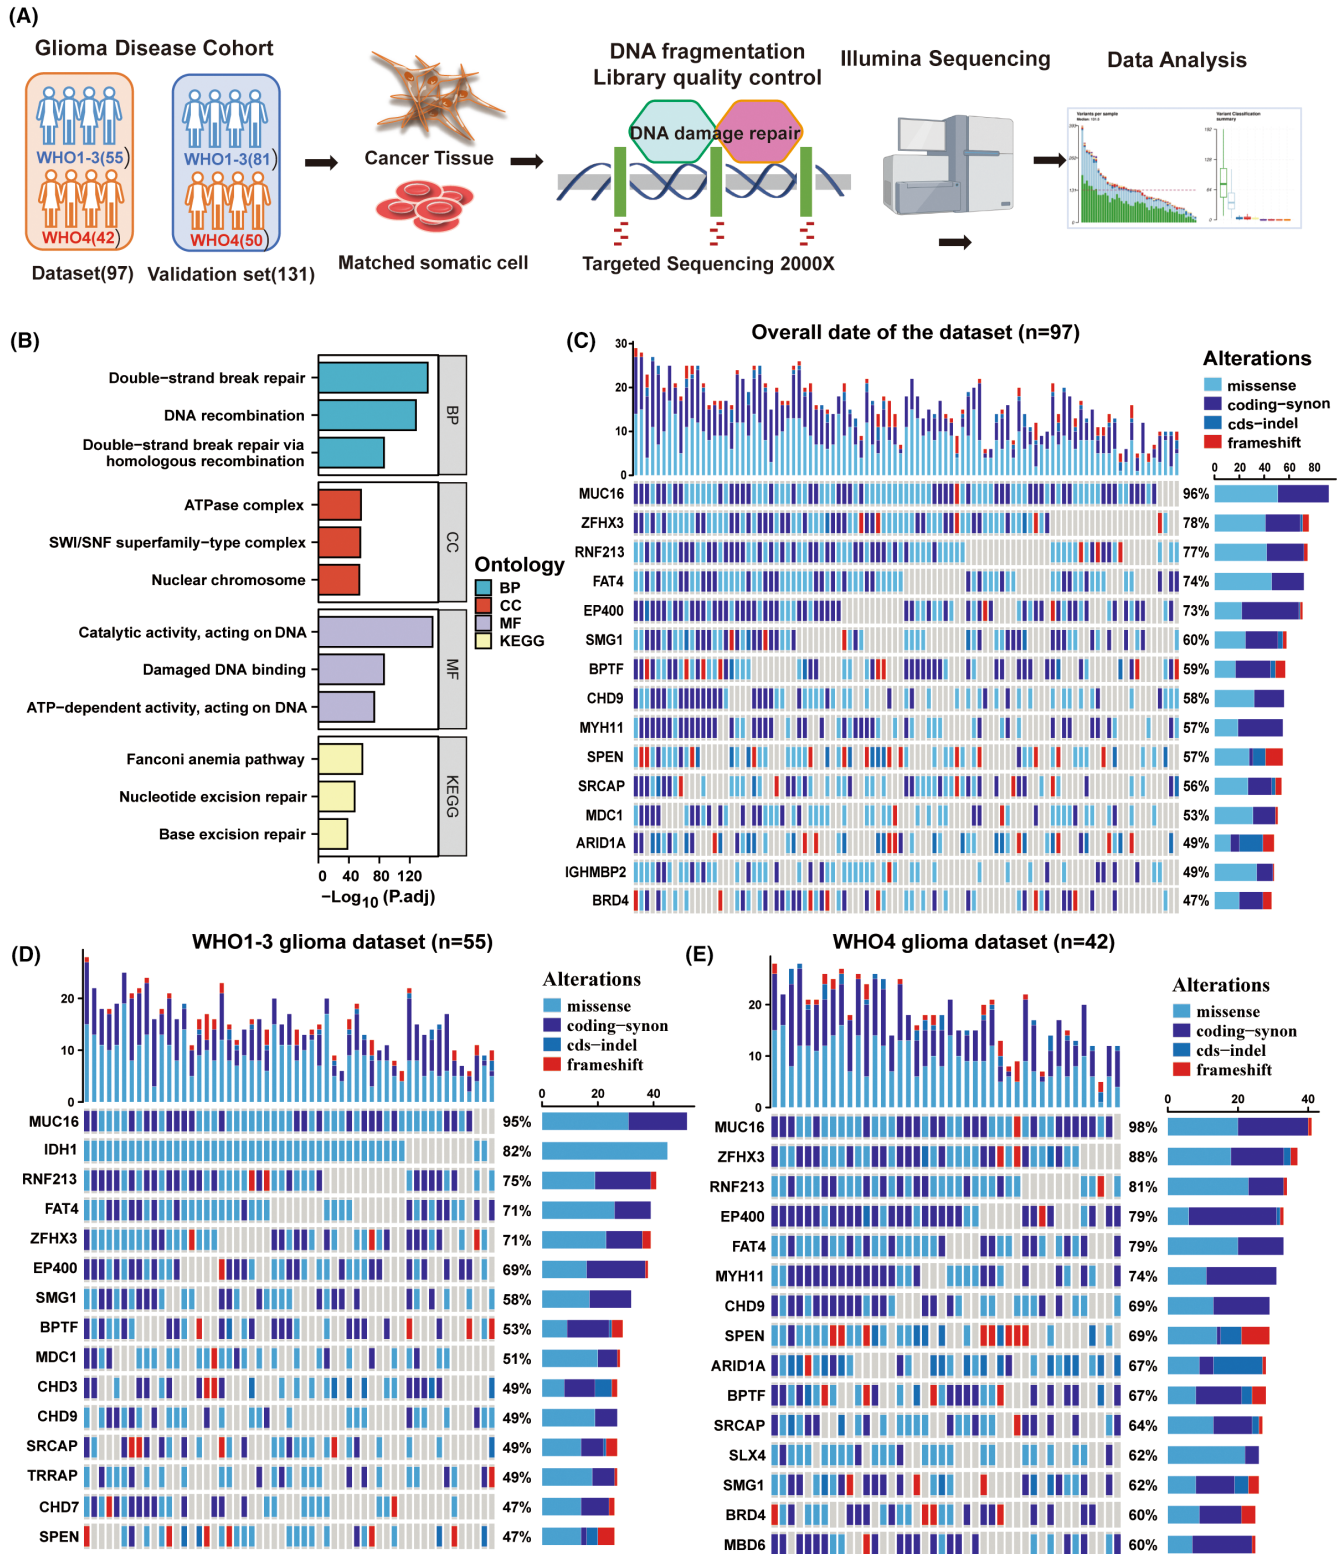 (A)
Glioma Disease Cohort
WHO1-3(55)
WHO4(42)
Dataset(97)
WHO1-3(81)
WHO4(50)
Validation set(131)
Cancer Tissue
Matched somatic cell
DNA fragmentation
Library quality control
DNA damage repair
Targeted Sequencing 2000X
Illumina Sequencing
Data Analysis
Variants per sample
Variant Classification
summary
(B)
Double-strand break repair
DNA recombination
Double-strand break repair via
homologous recombination
BP
ATPase complex
SWI/SNF superfamily-type complex
Nuclear chromosome
CC
Catalytic activity, acting on DNA
Damaged DNA binding
ATP-dependent activity, acting on DNA
MF
Fanconi anemia pathway
Nucleotide excision repair
Base excision repair
KEGG
0 40 80 120
-Log10 (P.adj)
Ontology
BP
CC
MF
KEGG
(C)
Overall date of the dataset (n=97)
30
20
10
0
Alterations
missense
coding-synon
cds-indel
frameshift
0 20 40 60 80
MUC16 96%
ZFHX3 78%
RNF213 77%
FAT4 74%
EP400 73%
SMG1 60%
BPTF 59%
CHD9 58%
MYH11 57%
SPEN 57%
SRCAP 56%
MDC1 53%
ARID1A 49%
IGHMBP2 49%
BRD4 47%
(D)
WHO1-3 glioma dataset (n=55)
20
10
0
Alterations
missense
coding-synon
cds-indel
frameshift
0 20 40
MUC16 95%
IDH1 82%
RNF213 75%
FAT4 71%
ZFHX3 71%
EP400 69%
SMG1 58%
BPTF 53%
MDC1 51%
CHD3 49%
CHD9 49%
SRCAP 49%
TRRAP 49%
CHD7 47%
SPEN 47%
(E)
WHO4 glioma dataset (n=42)
20
10
0
Alterations
missense
coding-synon
cds-indel
frameshift
0 20 40
MUC16 98%
ZFHX3 88%
RNF213 81%
EP400 79%
FAT4 79%
MYH11 74%
CHD9 69%
SPEN 69%
ARID1A 67%
BPTF 67%
SRCAP 64%
SLX4 62%
SMG1 62%
BRD4 60%
MBD6 60%